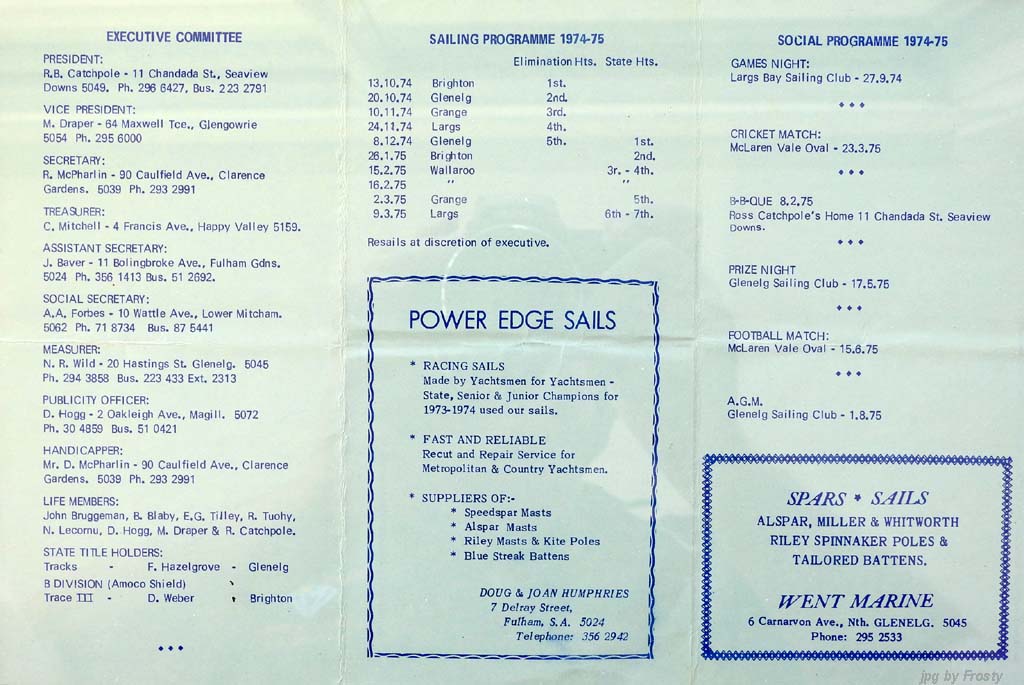 EXECUTIVE COMMITTEE
PRESIDENT:
R.B. Catchpole - 11 Chandada St., Seaview
Downs 5049. Ph. 296 6427, Bus. 223 2791
VICE PRESIDENT:
M. Draper - 64 Maxwell Tce., Glengowrie
5054 Ph. 295 6000
SECRETARY:
R. McPharlin - 90 Caulfield Ave., Clarence
Gardens. 5039 Ph. 293 2991
TREASURER:
C. Mitchell - 4 Francis Ave., Happy Valley 5159.
ASSISTANT SECRETARY:
J. Baver - 11 Bolingbroke Ave., Fulham Gdns.
5024 Ph. 356 1413 Bus. 51 2692.
SOCIAL SECRETARY:
A.A. Forbes - 10 Wattle Ave., Lower Mitcham.
5062 Ph. 71 8734 Bus. 87 5441
MEASURER:
N. R. Wild - 20 Hastings St. Glenelg. 5045
Ph. 294 3858 Bus. 223 433 Ext. 2313
PUBLICITY OFFICER:
D. Hogg - 2 Oakleigh Ave., Magill. 5072
Ph. 30 4859 Bus. 51 0421
HANDICAPPER:
Mr. D. McPharlin - 90 Caulfield Ave., Clarence
Gardens. 5039 Ph. 293 2991
LIFE MEMBERS:
John Bruggeman, B. Blaby, E.G. Tilley, R. Tuohy,
N. Lecornu, D. Hogg, M. Draper & R. Catchpole.
STATE TITLE HOLDERS:
Tracks - F. Hazelgrove - Glenelg
B DIVISION (Amoco Shield)
Trace III - D. Weber Brighton
SAILING PROGRAMME 1974-75
Elimination Hts. State Hts.
13.10.74 Brighton 1st.
20.10.74 Glenelg 2nd.
10.11.74 Grange 3rd.
24.11.74 Largs 4th.
8.12.74 Glenelg 5th. 1st.
26.1.75 Brighton 2nd.
15.2.75 Wallaroo 3r. - 4th.
16.2.75 " "
2.3.75 Grange 5th.
9.3.75 Largs 6th - 7th.
Resails at discretion of executive.
POWER EDGE SAILS
* RACING SAILS
Made by Yachtsmen for Yachtsmen -
State, Senior & Junior Champions for
1973-1974 used our sails.
* FAST AND RELIABLE
Recut and Repair Service for
Metropolitan & Country Yachtsmen.
* SUPPLIERS OF:-
* Speedspar Masts
* Alspar Masts
* Riley Masts & Kite Poles
* Blue Streak Battens
DOUG & JOAN HUMPHRIES
7 Delray Street,
Fulham, S.A. 5024
Telephone: 356 2942
SOCIAL PROGRAMME 1974-75
GAMES NIGHT:
Largs Bay Sailing Club - 27.9.74
CRICKET MATCH:
McLaren Vale Oval - 23.3.75
B-B-QUE 8.2.75
Ross Catchpole's Home 11 Chandada St. Seaview
Downs.
PRIZE NIGHT
Glenelg Sailing Club - 17.5.75
FOOTBALL MATCH:
McLaren Vale Oval - 15.6.75
A.G.M.
Glenelg Sailing Club - 1.8.75
SPARS * SAILS
ALSPAR, MILLER & WHITWORTH
RILEY SPINNAKER POLES &
TAILORED BATTENS.
WENT MARINE
6 Carnarvon Ave., Nth. GLENELG. 5045
Phone: 295 2533
jpg by Frosty